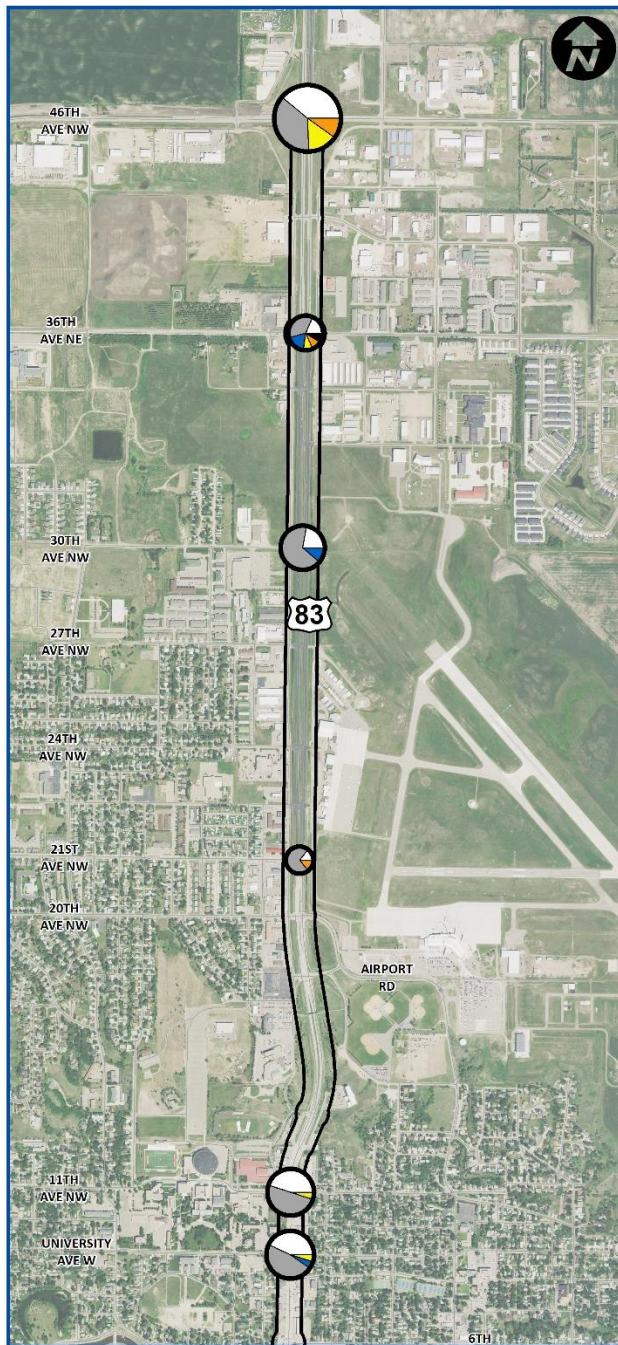 N
46TH
AVE NW
36TH
AVE NE
30TH
AVE NW
83
27TH
AVE NW
24TH
AVE NW
21ST
AVE NW
20TH
AVE NW
AIRPORT
RD
11TH
AVE NW
UNIVERSITY
AVE W
6TH